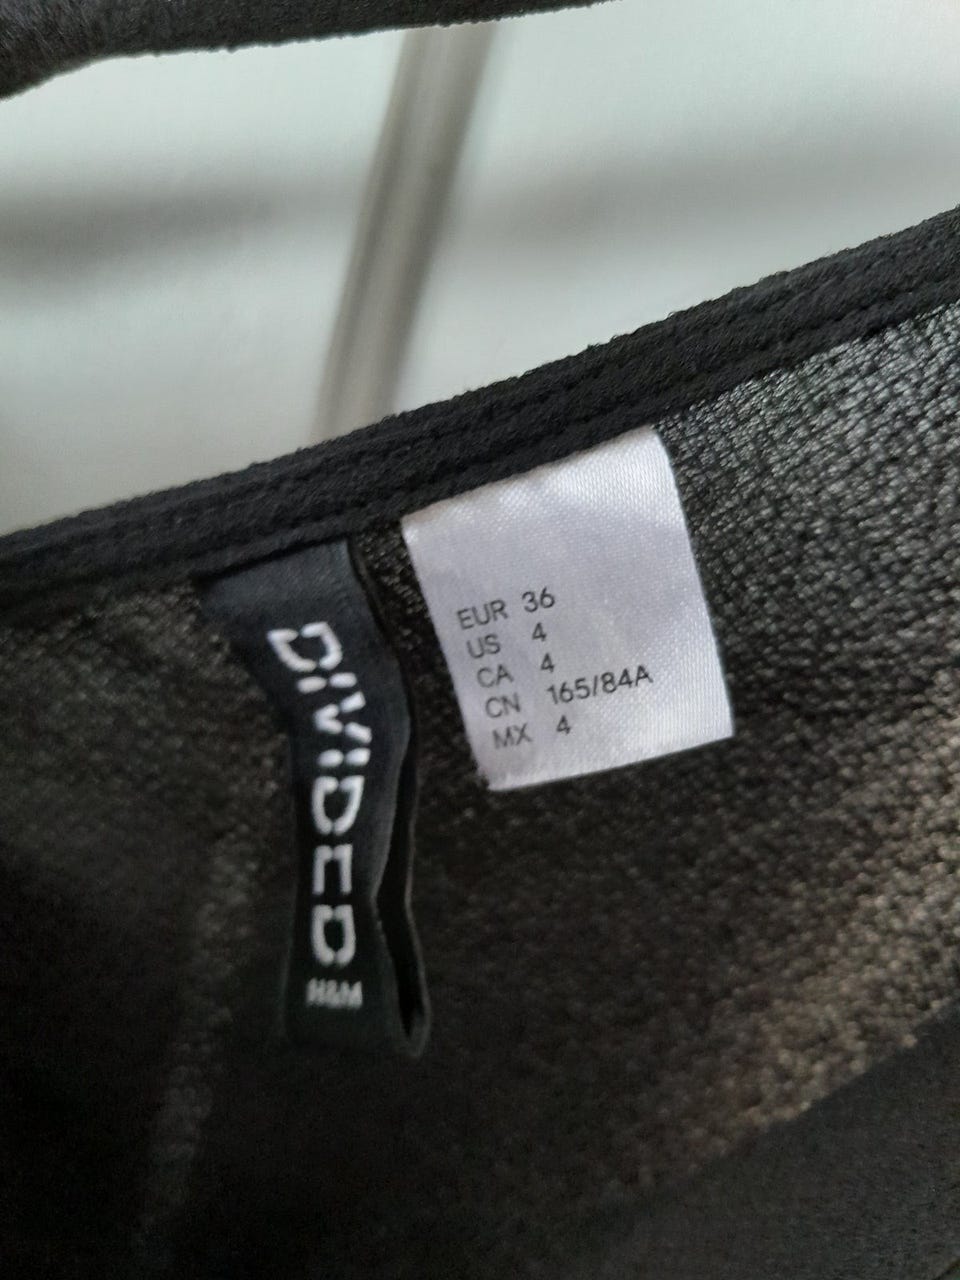 DIVIDED
H&M
EUR 36
US 4
CA 4
CN 165/84A
MX 4